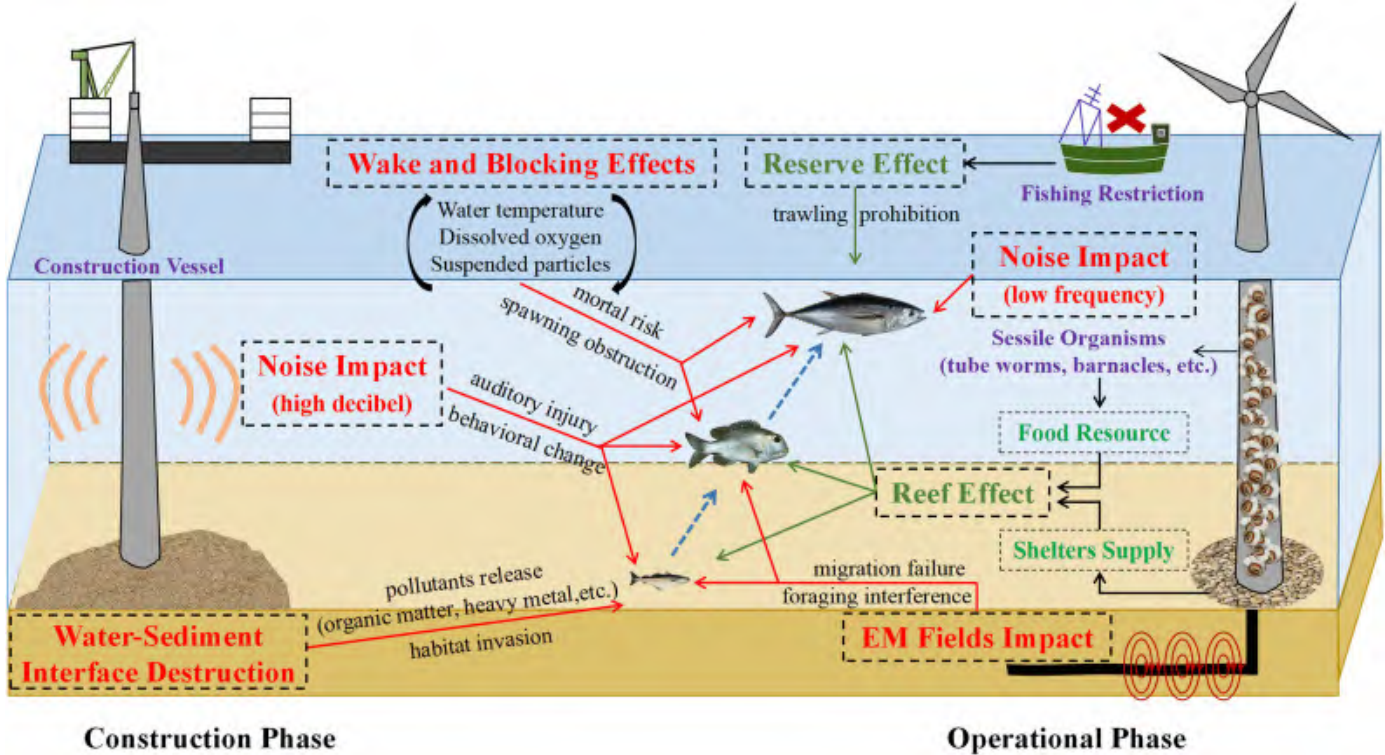 Wake and Blocking Effects
Water temperature
Dissolved oxygen
Suspended particles
Reserve Effect
trawling prohibition
Fishing Restriction
Construction Vessel
Noise Impact
(low frequency)
mortal risk
spawning obstruction
Sessile Organisms
(tube worms, barnacles, etc.)
Noise Impact
(high decibel)
auditory injury
behavioral change
Food Resource
Reef Effect
Shelters Supply
pollutants release
(organic matter, heavy metal,etc.)
habitat invasion
migration failure
foraging interference
Water-Sediment
Interface Destruction
EM Fields Impact
Construction Phase
Operational Phase